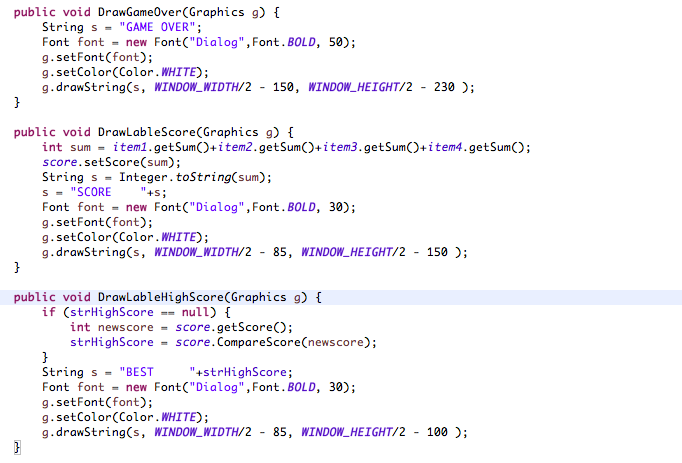 public void DrawGameOver(Graphics g) {
    String s = "GAME OVER";
    Font font = new Font("Dialog",Font.BOLD, 50);
    g.setFont(font);
    g.setColor(Color.WHITE);
    g.drawString(s, WINDOW_WIDTH/2 - 150, WINDOW_HEIGHT/2 - 230 );
}

public void DrawLableScore(Graphics g) {
    int sum = item1.getSum()+item2.getSum()+item3.getSum()+item4.getSum();
    score.setScore(sum);
    String s = Integer.toString(sum);
    s = "SCORE    "+s;
    Font font = new Font("Dialog",Font.BOLD, 30);
    g.setFont(font);
    g.setColor(Color.WHITE);
    g.drawString(s, WINDOW_WIDTH/2 - 85, WINDOW_HEIGHT/2 - 150 );
}

public void DrawLableHighScore(Graphics g) {
    if (strHighScore == null) {
        int newscore = score.getScore();
        strHighScore = score.CompareScore(newscore);
    }
    String s = "BEST     "+strHighScore;
    Font font = new Font("Dialog",Font.BOLD, 30);
    g.setFont(font);
    g.setColor(Color.WHITE);
    g.drawString(s, WINDOW_WIDTH/2 - 85, WINDOW_HEIGHT/2 - 100 );
}